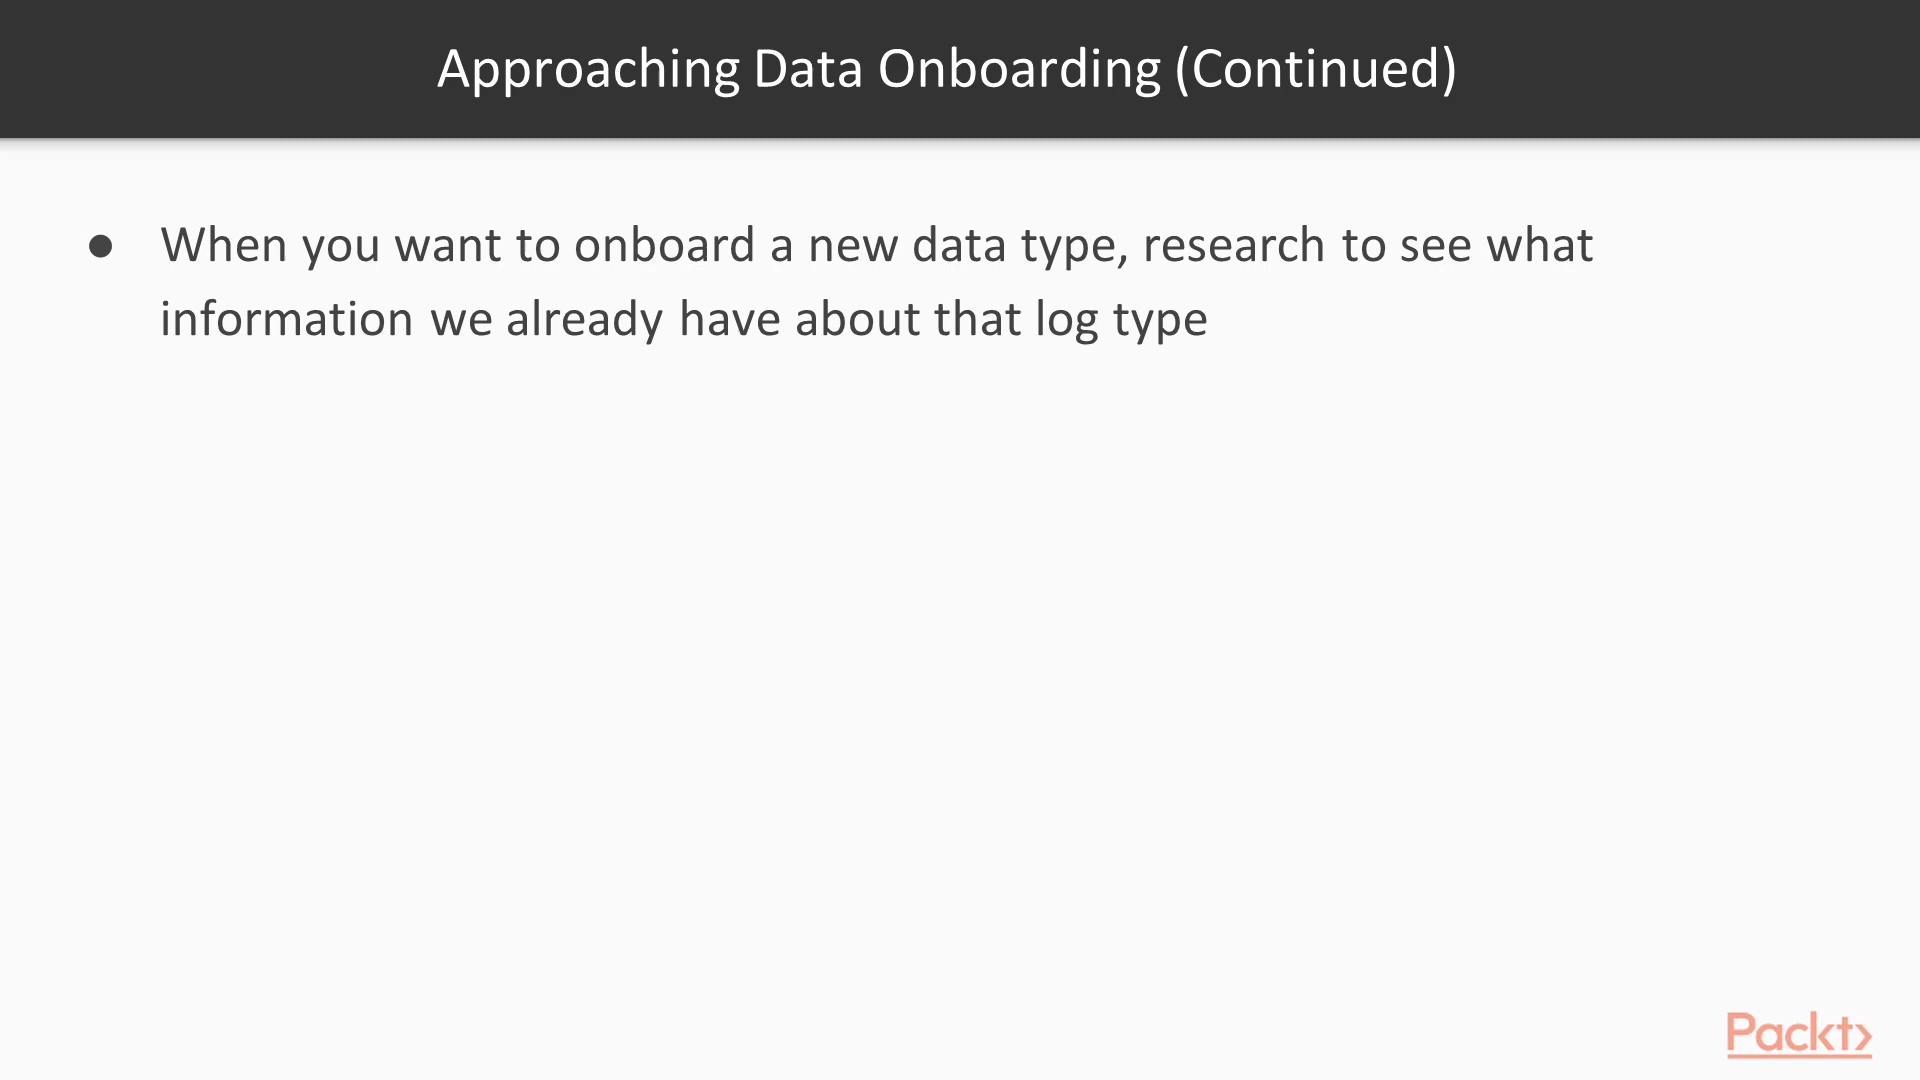 Approaching Data Onboarding (Continued)
● When you want to onboard a new data type, research to see what
information we already have about that log type
Packt>